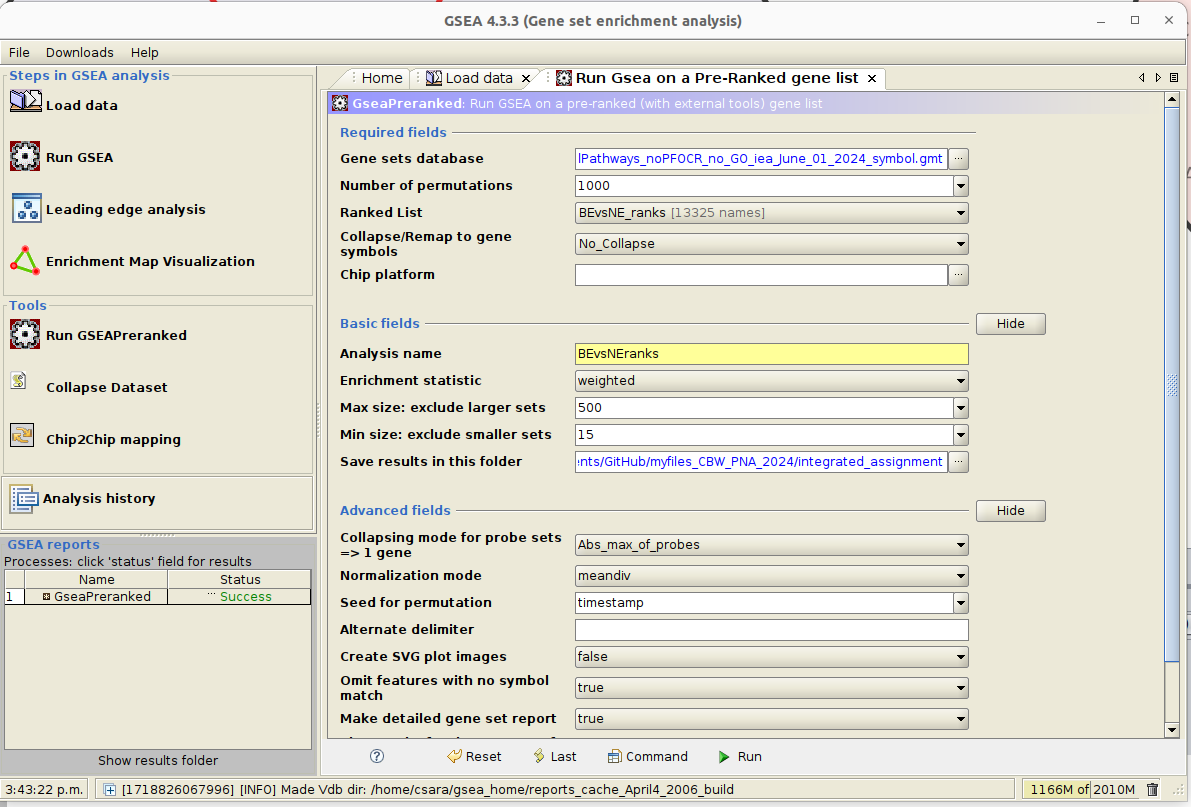 GSEA 4.3.3 (Gene set enrichment analysis)
File Downloads Help
Steps in GSEA analysis
Load data
Run GSEA
Leading edge analysis
Enrichment Map Visualization
Tools
Run GSEAPreranked
Collapse Dataset
Chip2Chip mapping
Analysis history
GSEA reports
Processes: click 'status' field for results
Name Status
1 GseaPreranked ... Success
Show results folder
Home Load data Run Gsea on a Pre-Ranked gene list
GseaPreranked: Run GSEA on a pre-ranked (with external tools) gene list
Required fields
Gene sets database lPathways_noPFOCR_no_GO_iea_June_01_2024_symbol.gmt ...
Number of permutations 1000
Ranked List BEvsNE_ranks [13325 names]
Collapse/Remap to gene
symbols No_Collapse
Chip platform ...
Basic fields Hide
Analysis name BEvsNEranks
Enrichment statistic weighted
Max size: exclude larger sets 500
Min size: exclude smaller sets 15
Save results in this folder nts/GitHub/myfiles_CBW_PNA_2024/integrated_assignment ...
Advanced fields Hide
Collapsing mode for probe sets
=> 1 gene Abs_max_of_probes
Normalization mode meandiv
Seed for permutation timestamp
Alternate delimiter
Create SVG plot images false
Omit features with no symbol
match true
Make detailed gene set report true
? Reset Last Command Run
3:43:22 p.m. [1718826067996] [INFO] Made Vdb dir: /home/csara/gsea_home/reports_cache_April4_2006_build 1166M of 2010M